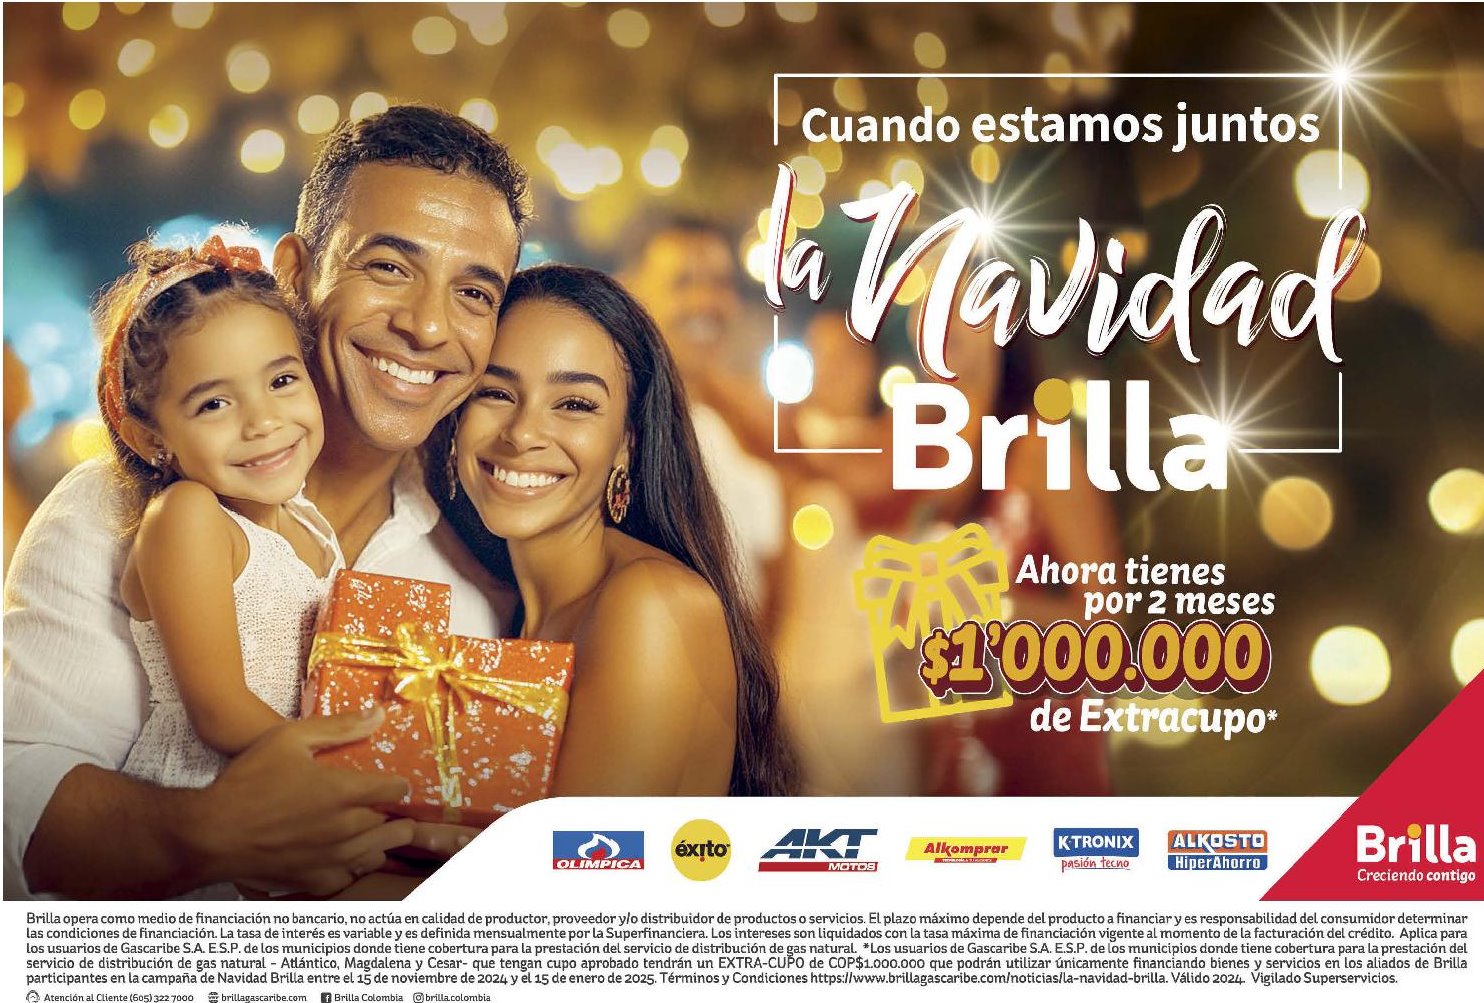 Cuando estamos juntos
la Navidad
Brilla
Ahora tienes
por 2 meses
$1'000.000
de Extracupo*
OLIMPICA
éxito
AKT
MOTOS
Alkomprar
K-TRONIX
pasión tecno
ALKOSTO
HiperAhorro
Brilla
Creciendo contigo
Brilla opera como medio de financiación no bancario, no actúa en calidad de productor, proveedor y/o distribuidor de productos o servicios. El plazo máximo depende del producto a financiar y es responsabilidad del consumidor determinar
las condiciones de financiación. La tasa de interés es variable y es definida mensualmente por la Superfinanciera. Los intereses son liquidados con la tasa máxima de financiación vigente al momento de la facturación del crédito. Aplica para
los usuarios de Gascaribe S.A. E.S.P. de los municipios donde tiene cobertura para la prestación del servicio de distribución de gas natural. *Los usuarios de Gascaribe S.A. E.S.P. de los municipios donde tiene cobertura para la prestación del
servicio de distribución de gas natural - Atlántico, Magdalena y Cesar- que tengan cupo aprobado tendrán un EXTRA-CUPO de COP$1.000.000 que podrán utilizar únicamente financiando bienes y servicios en los aliados de Brilla
participantes en la campaña de Navidad Brilla entre el 15 de noviembre de 2024 y el 15 de enero de 2025. Términos y Condiciones https://www.brillagascaribe.com/noticias/la-navidad-brilla. Válido 2024. Vigilado Superservicios.
Atención al Cliente (605) 322 7000 brillagascaribe.com Brilla Colombia brilla.colombia